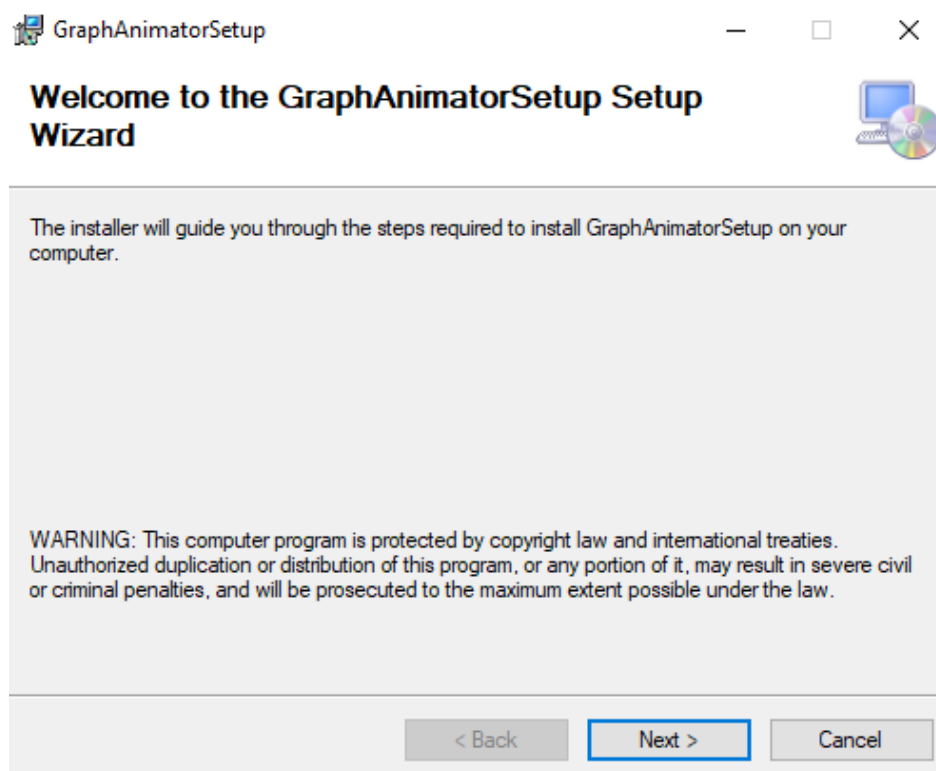 GraphAnimatorSetup
Welcome to the GraphAnimatorSetup Setup
Wizard
The installer will guide you through the steps required to install GraphAnimatorSetup on your
computer.
WARNING: This computer program is protected by copyright law and international treaties.
Unauthorized duplication or distribution of this program, or any portion of it, may result in severe civil
or criminal penalties, and will be prosecuted to the maximum extent possible under the law.
< Back
Next >
Cancel